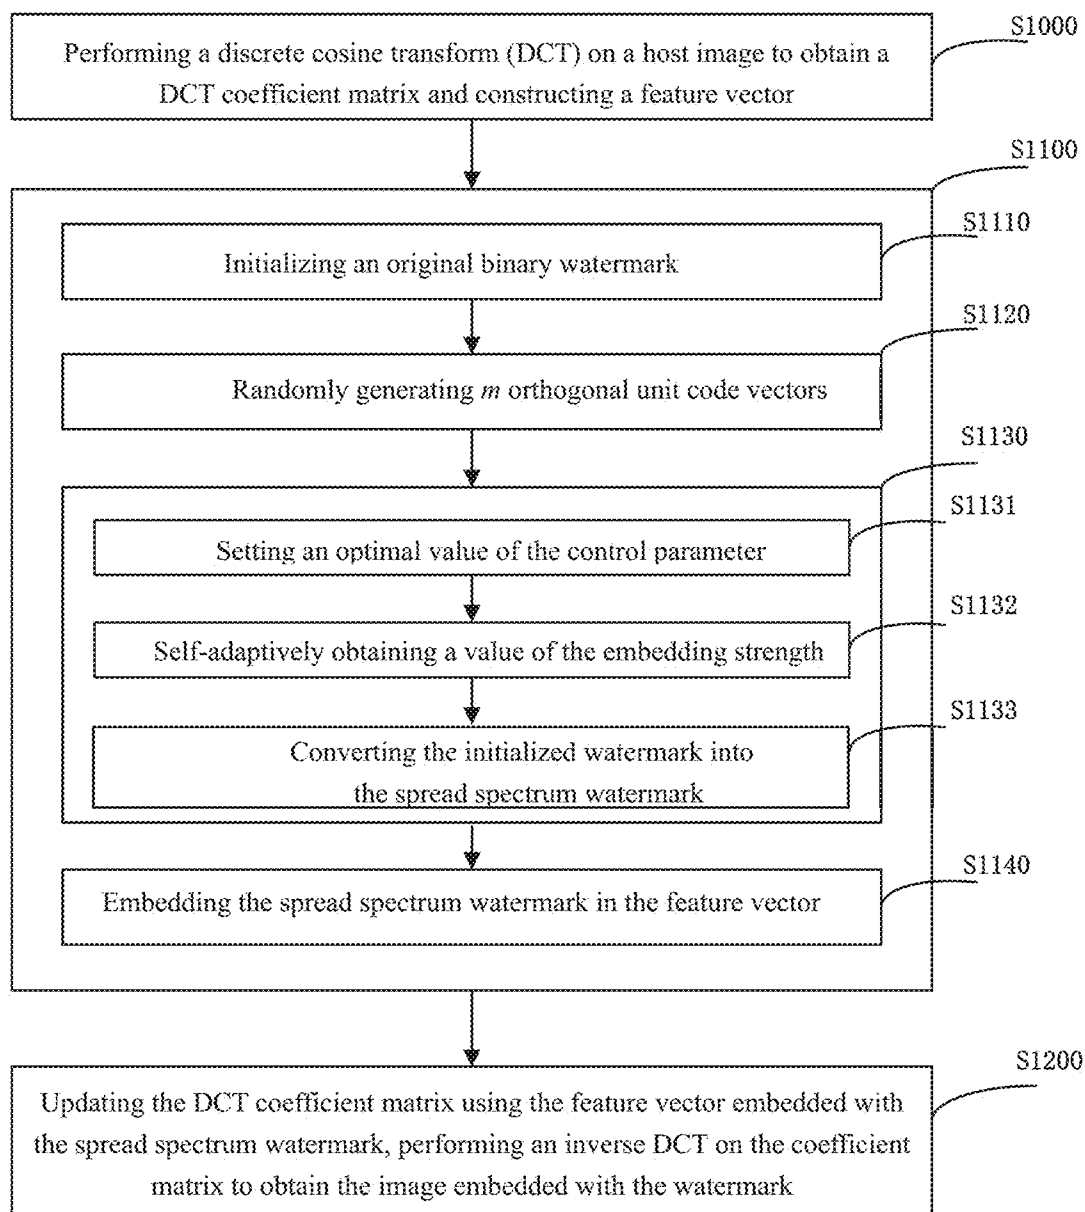 S1000
Performing a discrete cosine transform (DCT) on a host image to obtain a
DCT coefficient matrix and constructing a feature vector
S1100
S1110
Initializing an original binary watermark
S1120
Randomly generating m orthogonal unit code vectors
S1130
S1131
Setting an optimal value of the control parameter
S1132
Self-adaptively obtaining a value of the embedding strength
S1133
Converting the initialized watermark into
the spread spectrum watermark
S1140
Embedding the spread spectrum watermark in the feature vector
S1200
Updating the DCT coefficient matrix using the feature vector embedded with
the spread spectrum watermark, performing an inverse DCT on the coefficient
matrix to obtain the image embedded with the watermark